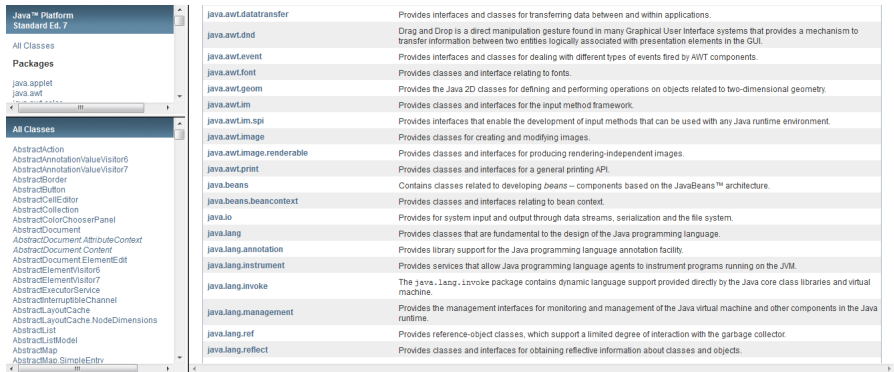 Java™ Platform
Standard Ed. 7
All Classes
Packages
java.applet
java.awt
All Classes
AbstractAction
AbstractAnnotationValueVisitor6
AbstractAnnotationValueVisitor7
AbstractBorder
AbstractButton
AbstractCellEditor
AbstractCollection
AbstractColorChooserPanel
AbstractDocument
AbstractDocument.AttributeContext
AbstractDocument.Content
AbstractDocument.ElementEdit
AbstractElementVisitor6
AbstractElementVisitor7
AbstractExecutorService
AbstractInterruptibleChannel
AbstractLayoutCache
AbstractLayoutCache.NodeDimensions
AbstractList
AbstractListModel
AbstractMap
AbstractMap.SimpleEntry
java.awt.datatransfer Provides interfaces and classes for transferring data between and within applications.
java.awt.dnd Drag and Drop is a direct manipulation gesture found in many Graphical User Interface systems that provides a mechanism to
transfer information between two entities logically associated with presentation elements in the GUI.
java.awt.event Provides interfaces and classes for dealing with different types of events fired by AWT components.
java.awt.font Provides classes and interface relating to fonts.
java.awt.geom Provides the Java 2D classes for defining and performing operations on objects related to two-dimensional geometry.
java.awt.im Provides classes and interfaces for the input method framework.
java.awt.im.spi Provides interfaces that enable the development of input methods that can be used with any Java runtime environment.
java.awt.image Provides classes for creating and modifying images.
java.awt.image.renderable Provides classes and interfaces for producing rendering-independent images.
java.awt.print Provides classes and interfaces for a general printing API.
java.beans Contains classes related to developing beans -- components based on the JavaBeans™ architecture.
java.beans.beancontext Provides classes and interfaces relating to bean context.
java.io Provides for system input and output through data streams, serialization and the file system.
java.lang Provides classes that are fundamental to the design of the Java programming language.
java.lang.annotation Provides library support for the Java programming language annotation facility.
java.lang.instrument Provides services that allow Java programming language agents to instrument programs running on the JVM.
java.lang.invoke The java.lang.invoke package contains dynamic language support provided directly by the Java core class libraries and virtual
machine.
java.lang.management Provides the management interfaces for monitoring and management of the Java virtual machine and other components in the Java
runtime.
java.lang.ref Provides reference-object classes, which support a limited degree of interaction with the garbage collector.
java.lang.reflect Provides classes and interfaces for obtaining reflective information about classes and objects.